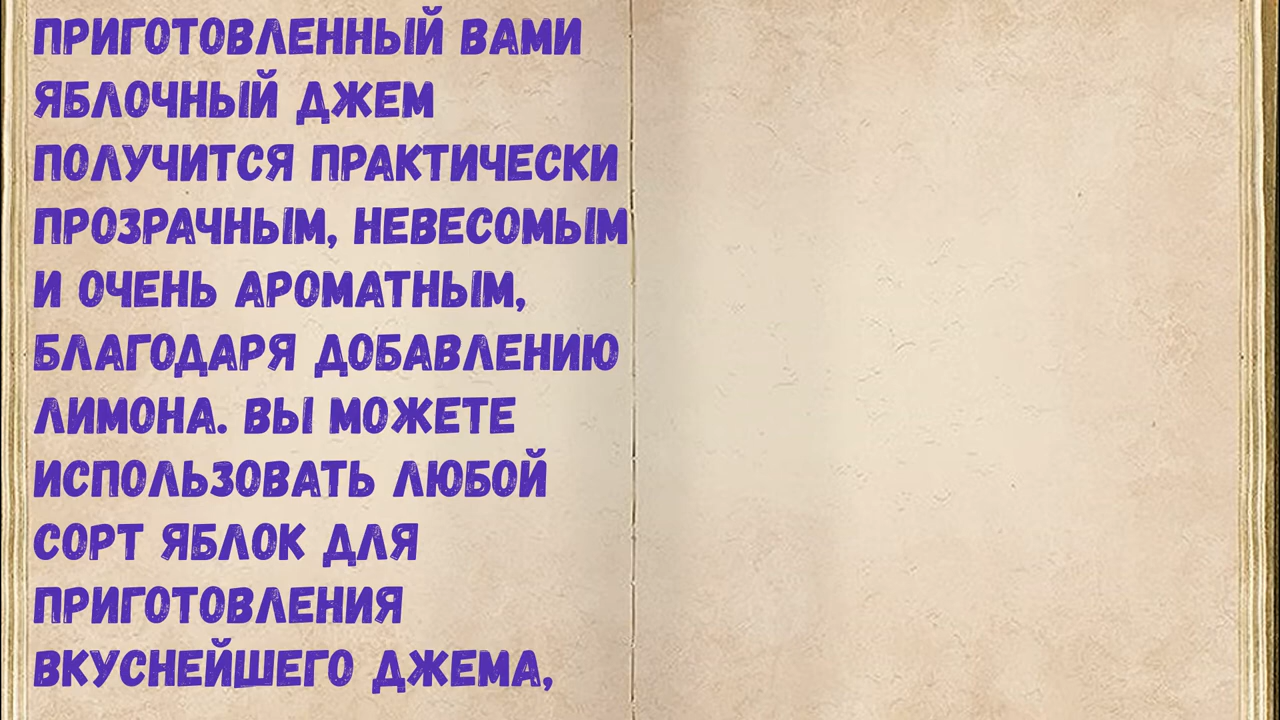 ПРИГОТОВЛЕННЫЙ ВАМИ
ЯБЛОЧНЫЙ ДЖЕМ
ПОЛУЧИТСЯ ПРАКТИЧЕСКИ
ПРОЗРАЧНЫМ, НЕВЕСОМЫМ
И ОЧЕНЬ АРОМАТНЫМ,
БЛАГОДАРЯ ДОБАВЛЕНИЮ
ЛИМОНА. ВЫ МОЖЕТЕ
ИСПОЛЬЗОВАТЬ ЛЮБОЙ
СОРТ ЯБЛОК ДЛЯ
ПРИГОТОВЛЕНИЯ
ВКУСНЕЙШЕГО ДЖЕМА,